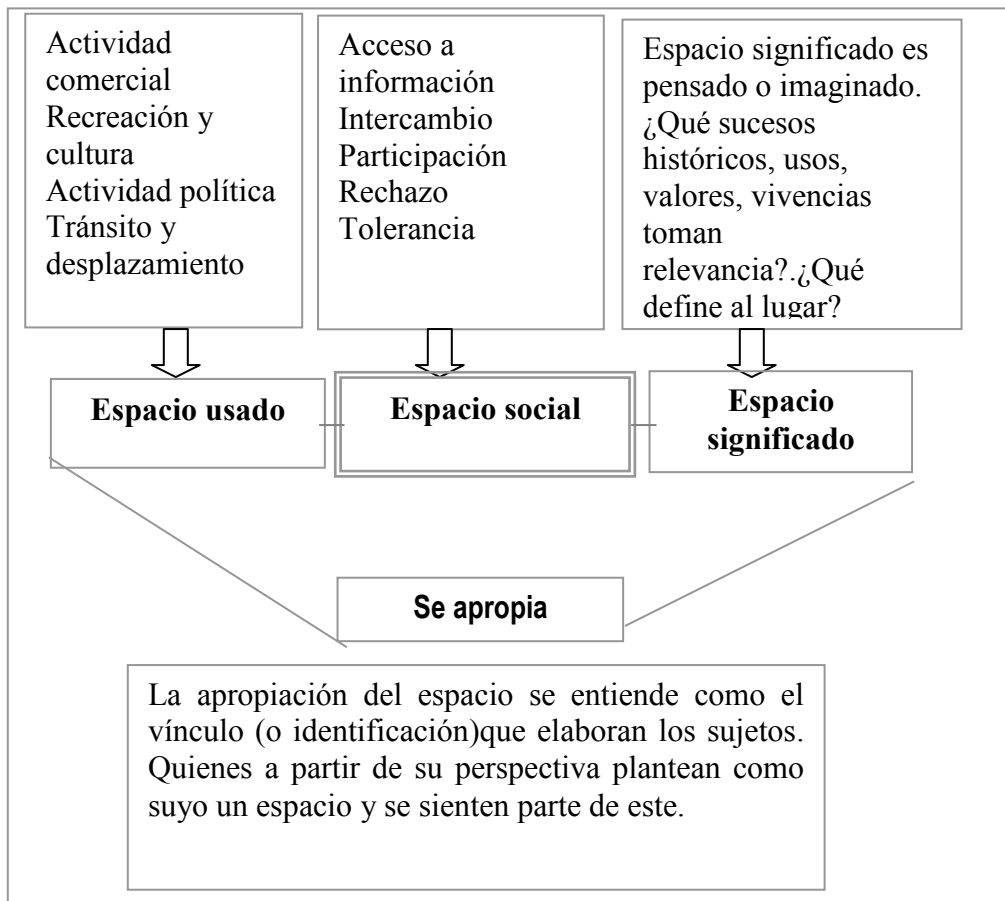 Actividad
comercial
Recreación y
cultura
Actividad política
Tránsito y
desplazamiento
Acceso a
información
Intercambio
Participación
Rechazo
Tolerancia
Espacio significado es
pensado o imaginado.
¿Qué sucesos
históricos, usos,
valores, vivencias
toman
relevancia?.¿Qué
define al lugar?
Espacio usado
Espacio social
Espacio
significado
Se apropia
La apropiación del espacio se entiende como el
vínculo (o identificación)que elaboran los sujetos.
Quienes a partir de su perspectiva plantean como
suyo un espacio y se sienten parte de este.